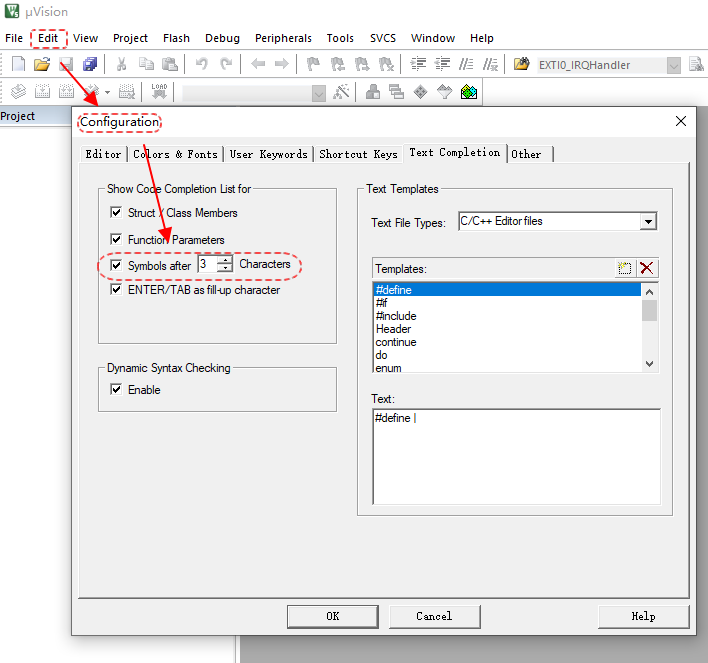 µVision
File Edit View Project Flash Debug Peripherals Tools SVCS Window Help
EXTI0_IRQHandler
LOAD
Project
Configuration
Editor Colors & Fonts User Keywords Shortcut Keys Text Completion Other
Show Code Completion List for
Struct / Class Members
Function Parameters
Symbols after 3 Characters
ENTER/TAB as fill-up character
Dynamic Syntax Checking
Enable
Text Templates
Text File Types: C/C++ Editor files
Templates:
#define
#if
#include
Header
continue
do
enum
Text:
#define |
OK Cancel Help